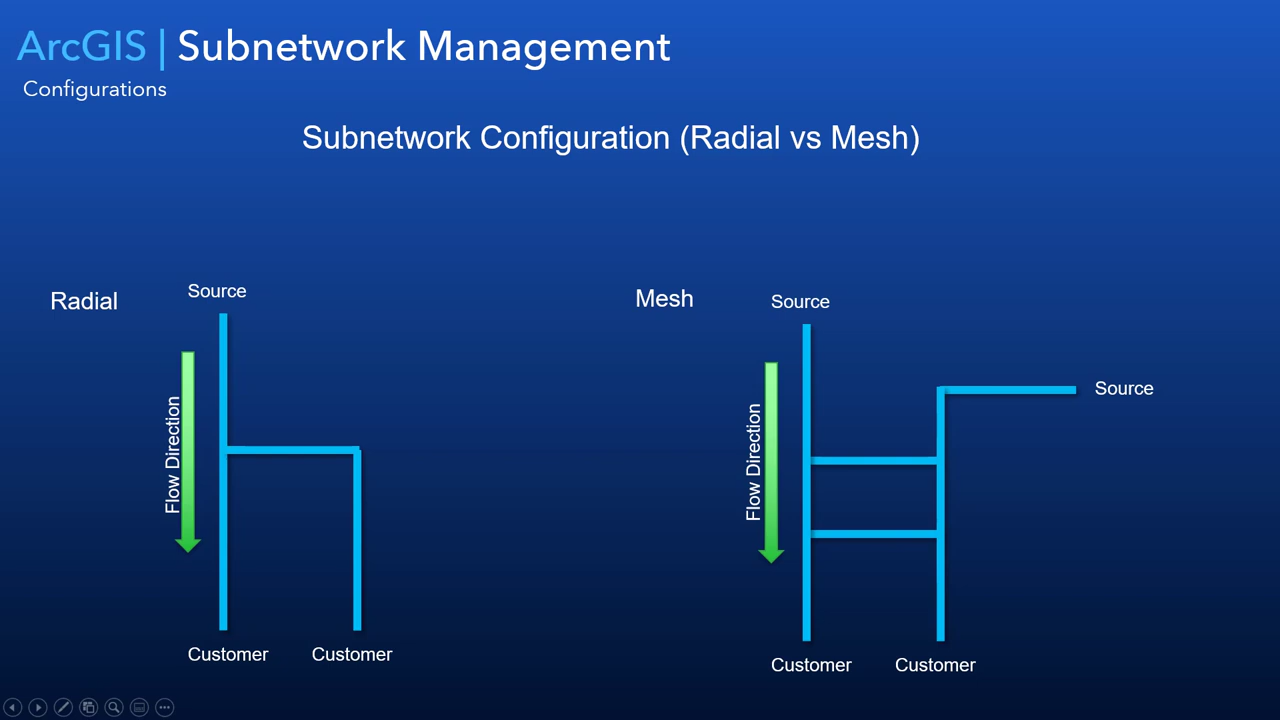 ArcGIS | Subnetwork Management
Configurations
Subnetwork Configuration (Radial vs Mesh)
Radial
Source
Flow Direction
Customer
Customer
Mesh
Source
Source
Flow Direction
Customer
Customer